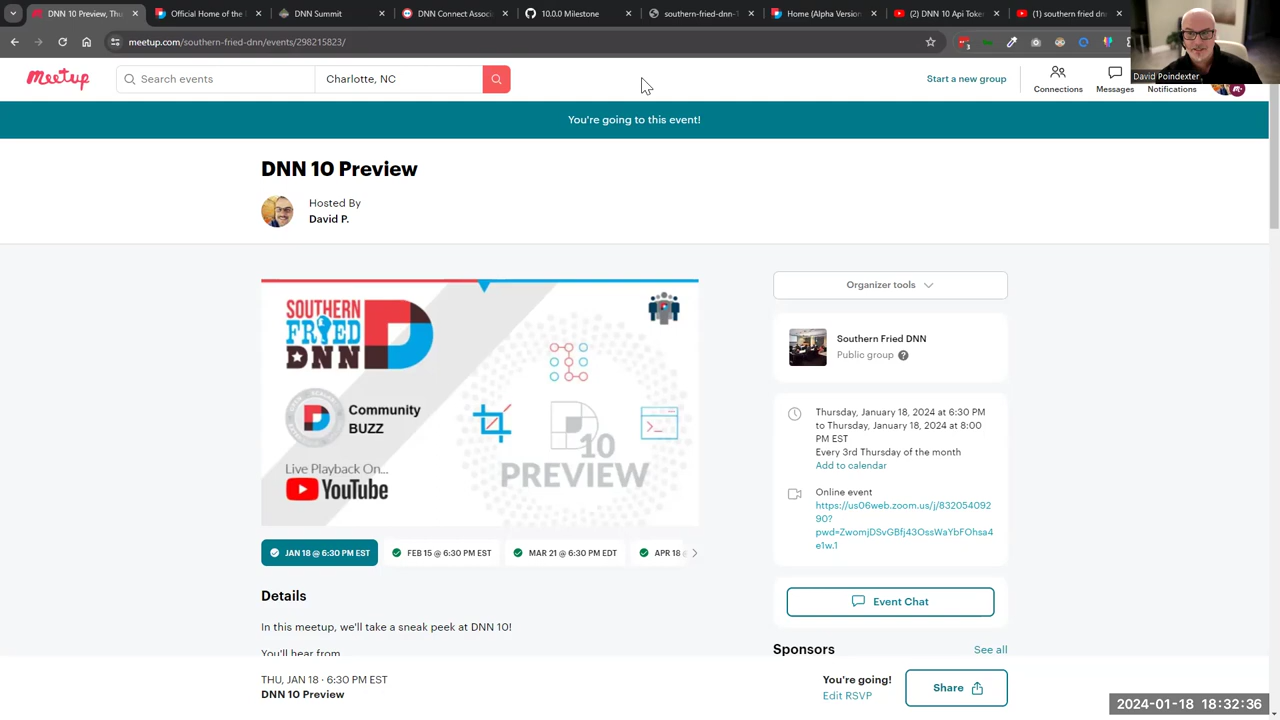 DNN 10 Preview, Thu
Official Home of the
DNN Summit
DNN Connect Associ
10.0.0 Milestone
southern-fried-dnn-
Home (Alpha Version
(2) DNN 10 Api Token
(1) southern fried dnn
meetup.com/southern-fried-dnn/events/298215823/
David Poindexter
Meetup
Search events
Charlotte, NC
Start a new group
Connections
Messages
Notifications
You're going to this event!
DNN 10 Preview
Hosted By
David P.
SOUTHERN
FRIED
DNN
Community
BUZZ
Live Playback On...
YouTube
10
PREVIEW
Organizer tools
Southern Fried DNN
Public group
Thursday, January 18, 2024 at 6:30 PM
to Thursday, January 18, 2024 at 8:00
PM EST
Every 3rd Thursday of the month
Add to calendar
Online event
https://us06web.zoom.us/j/832054092
90?
pwd=ZwomjDSvGBfj43OssWaYbFOhsa4
e1w.1
JAN 18 @ 6:30 PM EST
FEB 15 @ 6:30 PM EST
MAR 21 @ 6:30 PM EDT
APR 18
Event Chat
Details
In this meetup, we'll take a sneak peek at DNN 10!
You'll hear from
Sponsors
See all
THU, JAN 18 · 6:30 PM EST
DNN 10 Preview
You're going!
Edit RSVP
Share
2024-01-18 18:32:36